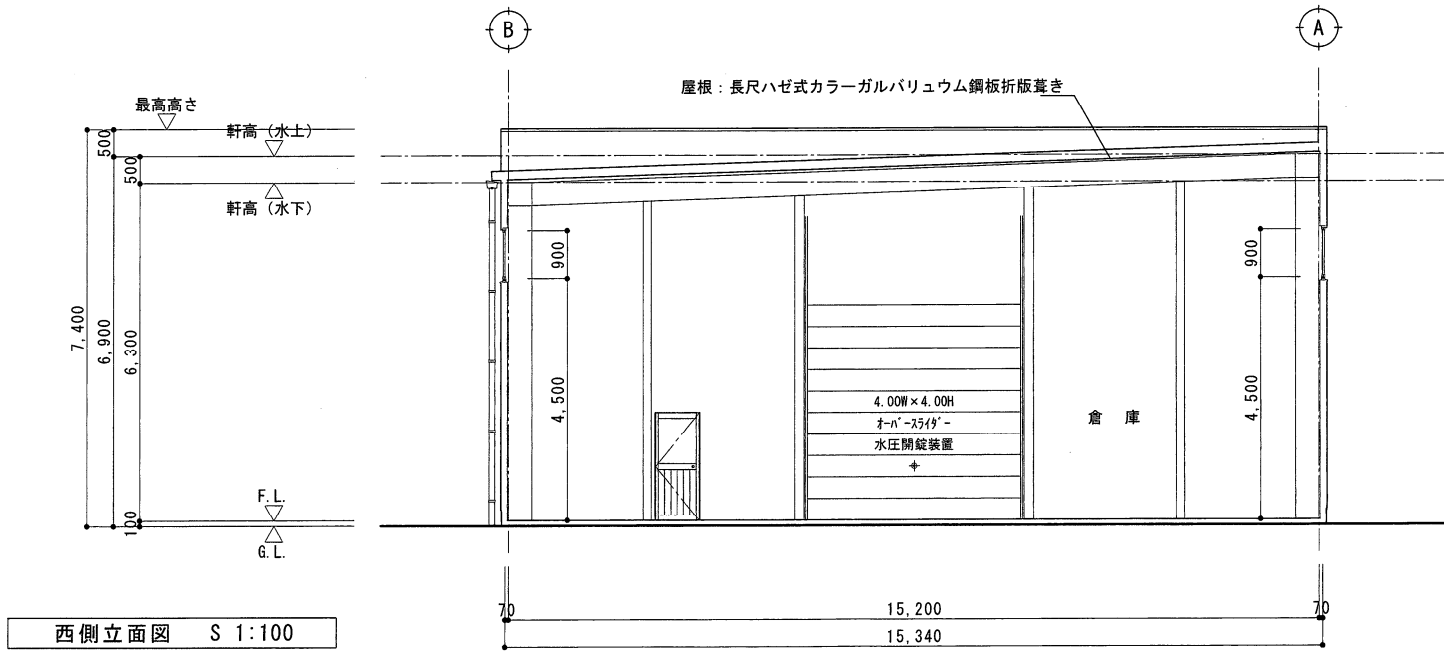 B
A
屋根：長尺ハゼ式カラーガルバリュウム鋼板折版葺き
最高高さ
軒高（水上）
軒高（水下）
500
500
7,400
6,900
6,300
100
F.L.
G.L.
900
4,500
900
4,500
4.00W×4.00H
ｵｰﾊﾞｰｽﾗｲﾀﾞｰ
水圧開錠装置
倉 庫
70
15,200
70
15,340
西側立面図 S 1:100